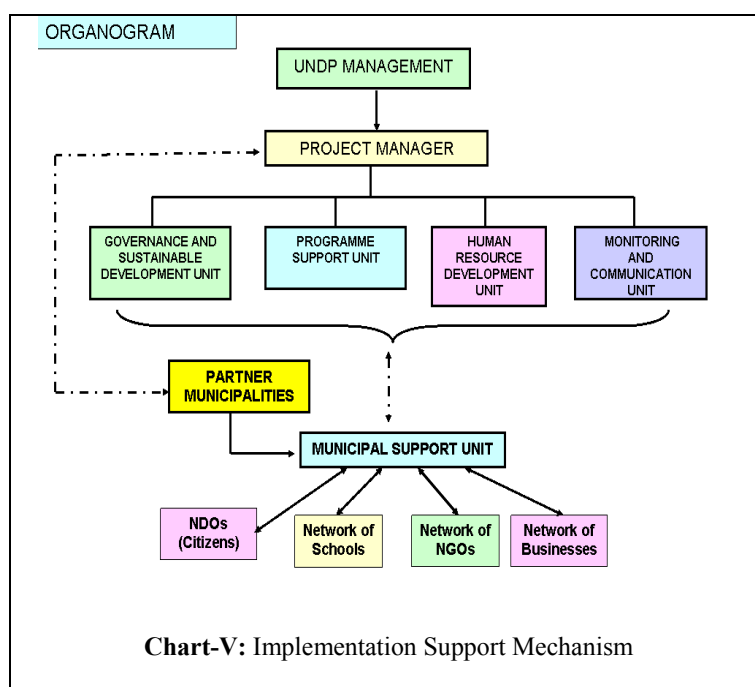 ORGANOGRAM
UNDP MANAGEMENT
PROJECT MANAGER
GOVERNANCE AND
SUSTAINABLE
DEVELOPMENT UNIT
PROGRAMME
SUPPORT UNIT
HUMAN
RESOURCE
DEVELOPMENT
UNIT
MONITORING
AND
COMMUNICATION
UNIT
PARTNER
MUNICIPALITIES
MUNICIPAL SUPPORT UNIT
NDOs
(Citizens)
Network of
Schools
Network of
NGOs
Network of
Businesses
Chart-V: Implementation Support Mechanism